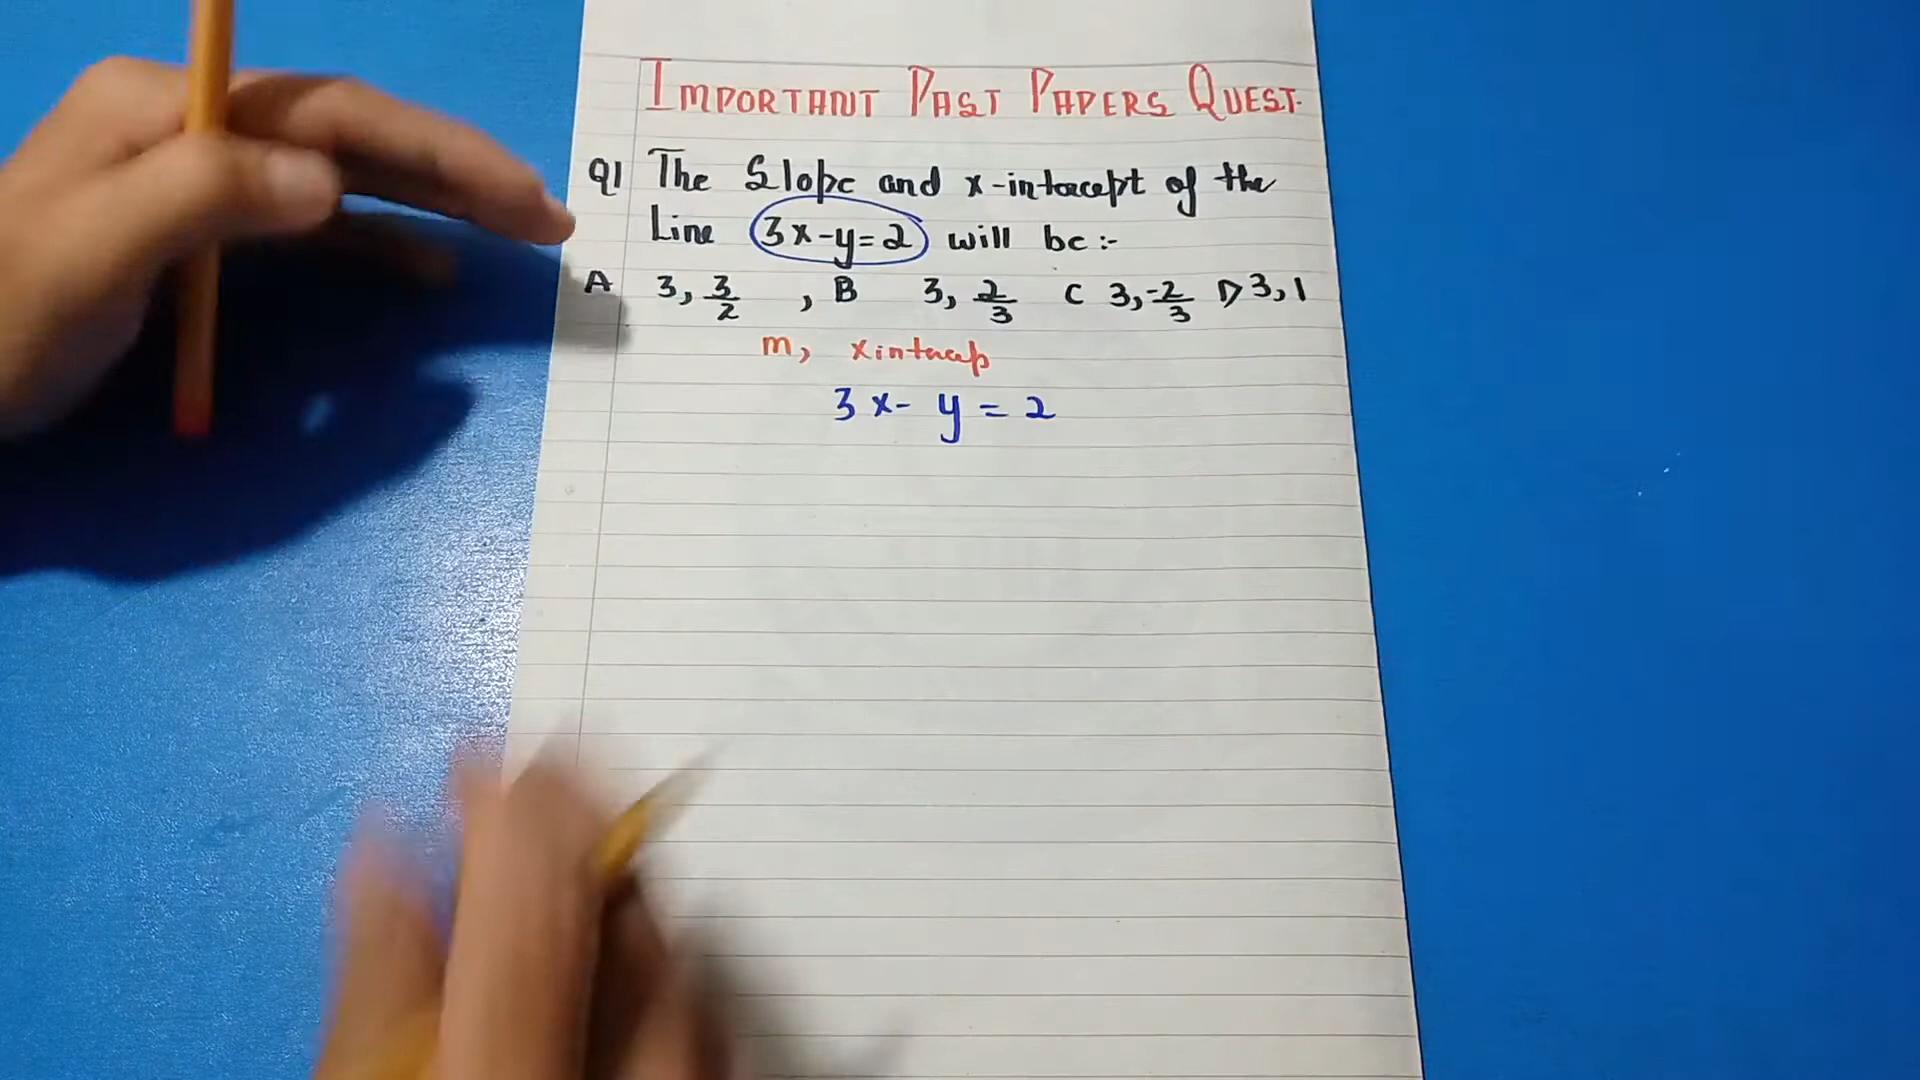 IMPORTANT PAST PAPERS QUEST.
Q1 The Slope and x-intercept of the
Line 3x-y=2 will be :-
A 3, 3/2 , B 3, 2/3 C 3, -2/3 D 3, 1
m, xintercep
3x - y = 2